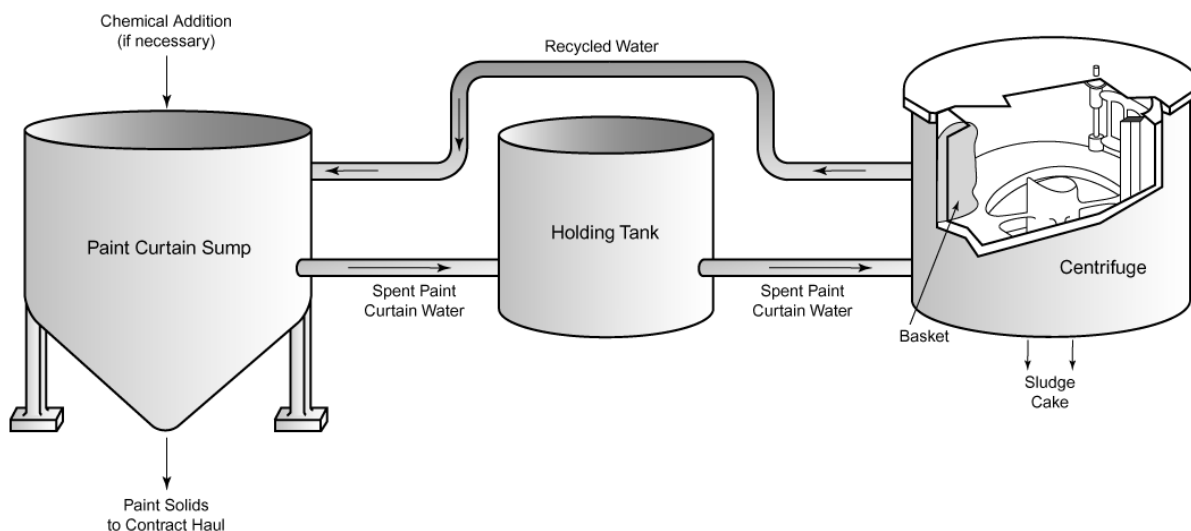 Chemical Addition
(if necessary)
Recycled Water
Paint Curtain Sump
Holding Tank
Centrifuge
Spent Paint
Curtain Water
Spent Paint
Curtain Water
Basket
Sludge
Cake
Paint Solids
to Contract Haul